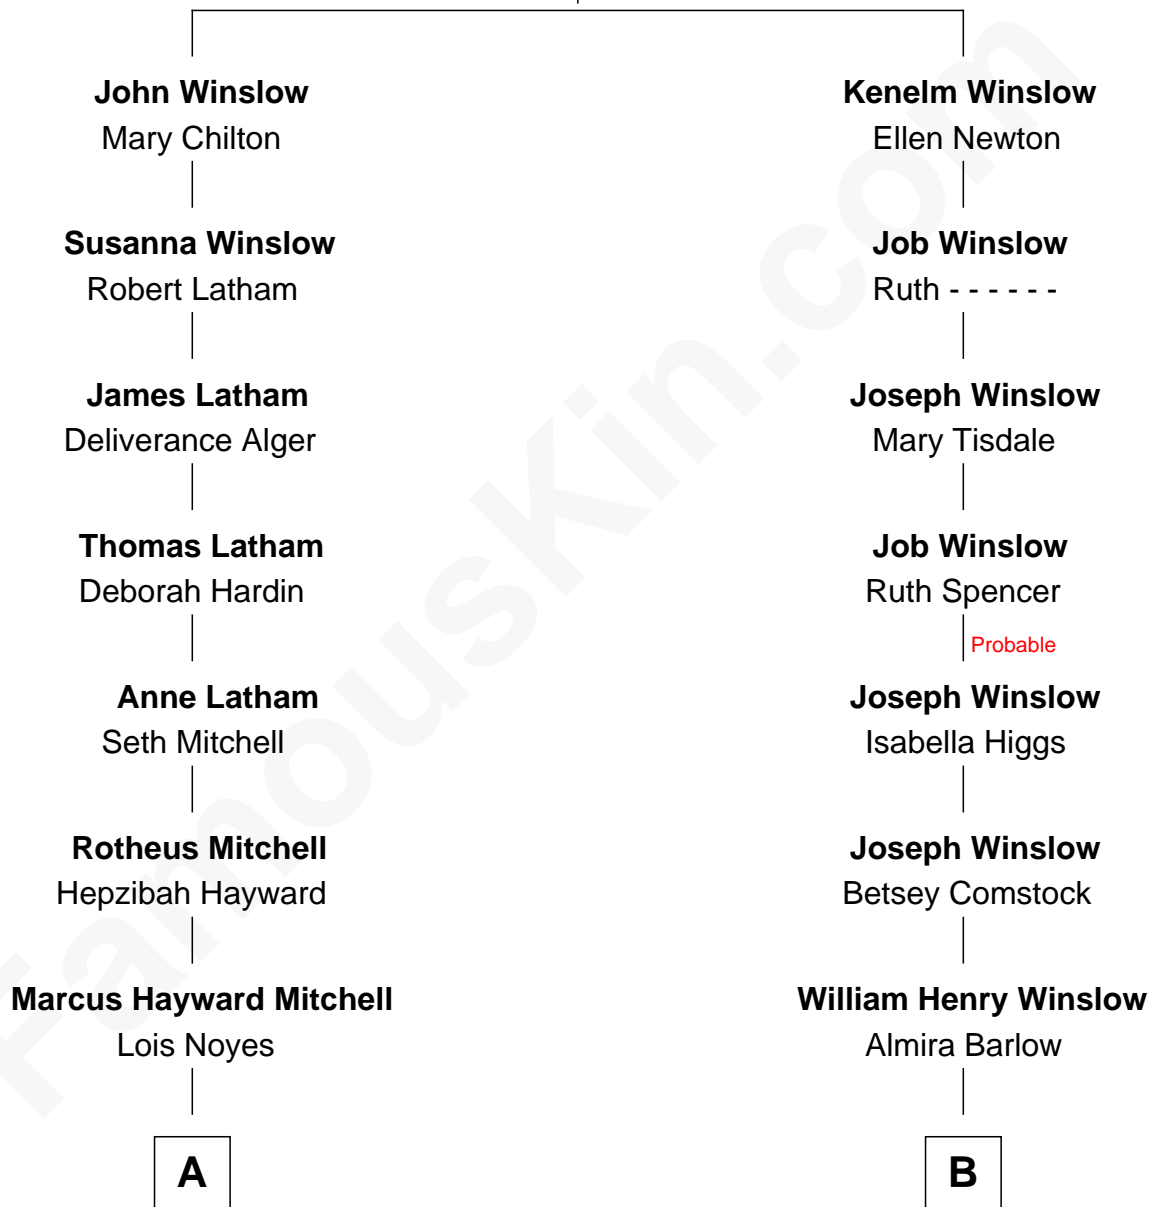 John Winslow
Mary Chilton
Susanna Winslow
Robert Latham
James Latham
Deliverance Alger
Thomas Latham
Deborah Hardin
Anne Latham
Seth Mitchell
Rotheus Mitchell
Hepzibah Hayward
Marcus Hayward Mitchell
Lois Noyes
A
Kenelm Winslow
Ellen Newton
Job Winslow
Ruth - - - - - -
Joseph Winslow
Mary Tisdale
Job Winslow
Ruth Spencer
Probable
Joseph Winslow
Isabella Higgs
Joseph Winslow
Betsey Comstock
William Henry Winslow
Almira Barlow
B
FamousKin.com